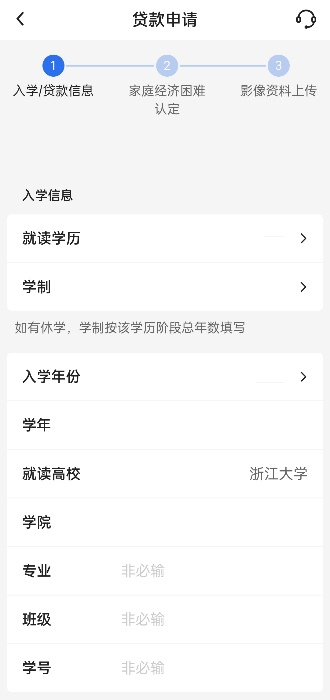 贷款申请
1
2
3
入学/贷款信息
家庭经济困难
认定
影像资料上传
入学信息
就读学历
学制
如有休学，学制按该学历阶段总年数填写
入学年份
学年
就读高校 浙江大学
学院
专业 非必输
班级 非必输
学号 非必输